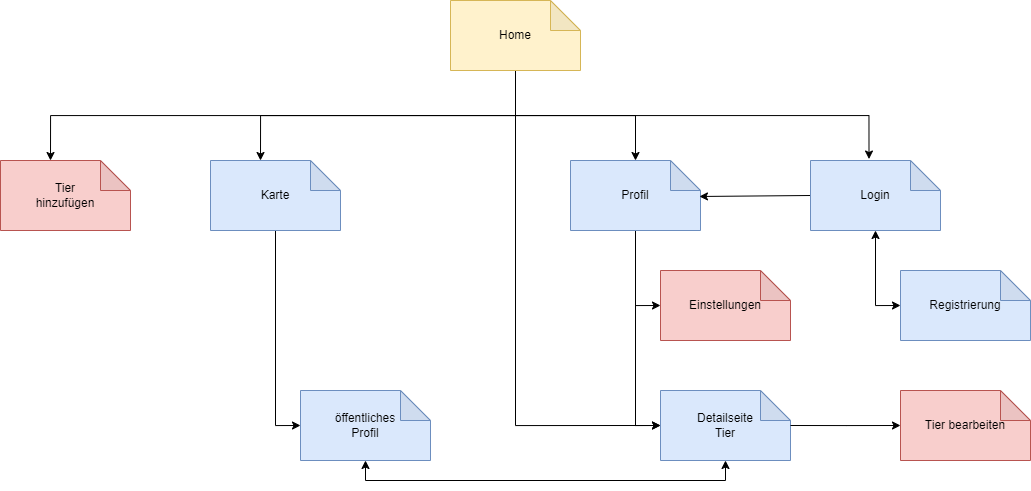 Home
Tier
hinzufügen
Karte
Profil
Login
Einstellungen
Registrierung
öffentliches
Profil
Detailseite
Tier
Tier bearbeiten